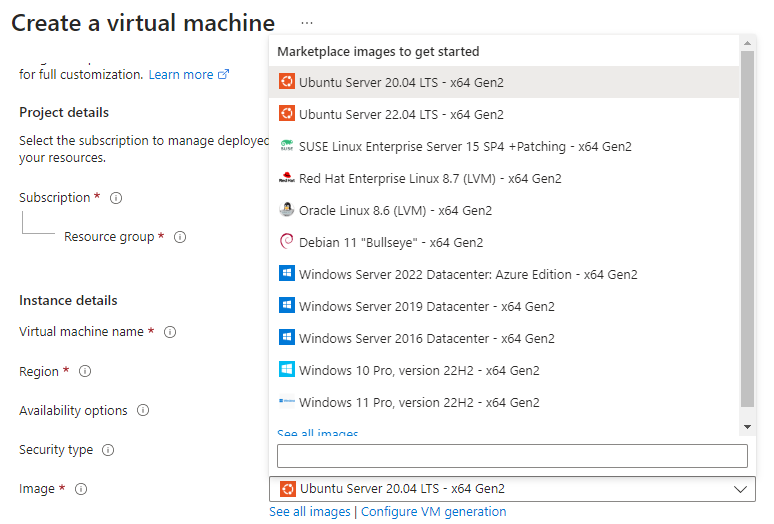 Create a virtual machine ...
for full customization. Learn more
Project details
Select the subscription to manage deployed
your resources.
Subscription *
Resource group *
Instance details
Virtual machine name *
Region *
Availability options
Security type
Image *
Marketplace images to get started
Ubuntu Server 20.04 LTS - x64 Gen2
Ubuntu Server 22.04 LTS - x64 Gen2
SUSE Linux Enterprise Server 15 SP4 +Patching - x64 Gen2
Red Hat Enterprise Linux 8.7 (LVM) - x64 Gen2
Oracle Linux 8.6 (LVM) - x64 Gen2
Debian 11 "Bullseye" - x64 Gen2
Windows Server 2022 Datacenter: Azure Edition - x64 Gen2
Windows Server 2019 Datacenter - x64 Gen2
Windows Server 2016 Datacenter - x64 Gen2
Windows 10 Pro, version 22H2 - x64 Gen2
Windows 11 Pro, version 22H2 - x64 Gen2
See all images
Ubuntu Server 20.04 LTS - x64 Gen2
See all images | Configure VM generation